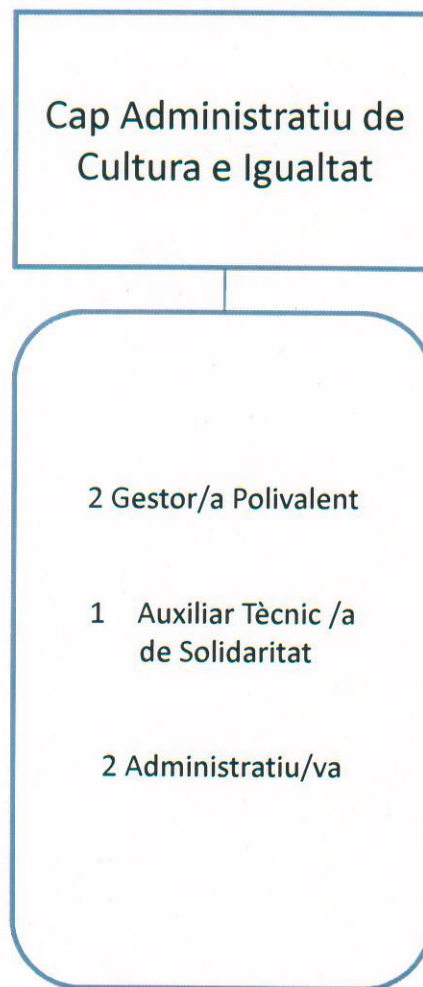 Cap Administratiu de
Cultura e Igualtat
2 Gestor/a Polivalent
1 Auxiliar Tècnic /a
de Solidaritat
2 Administratiu/va